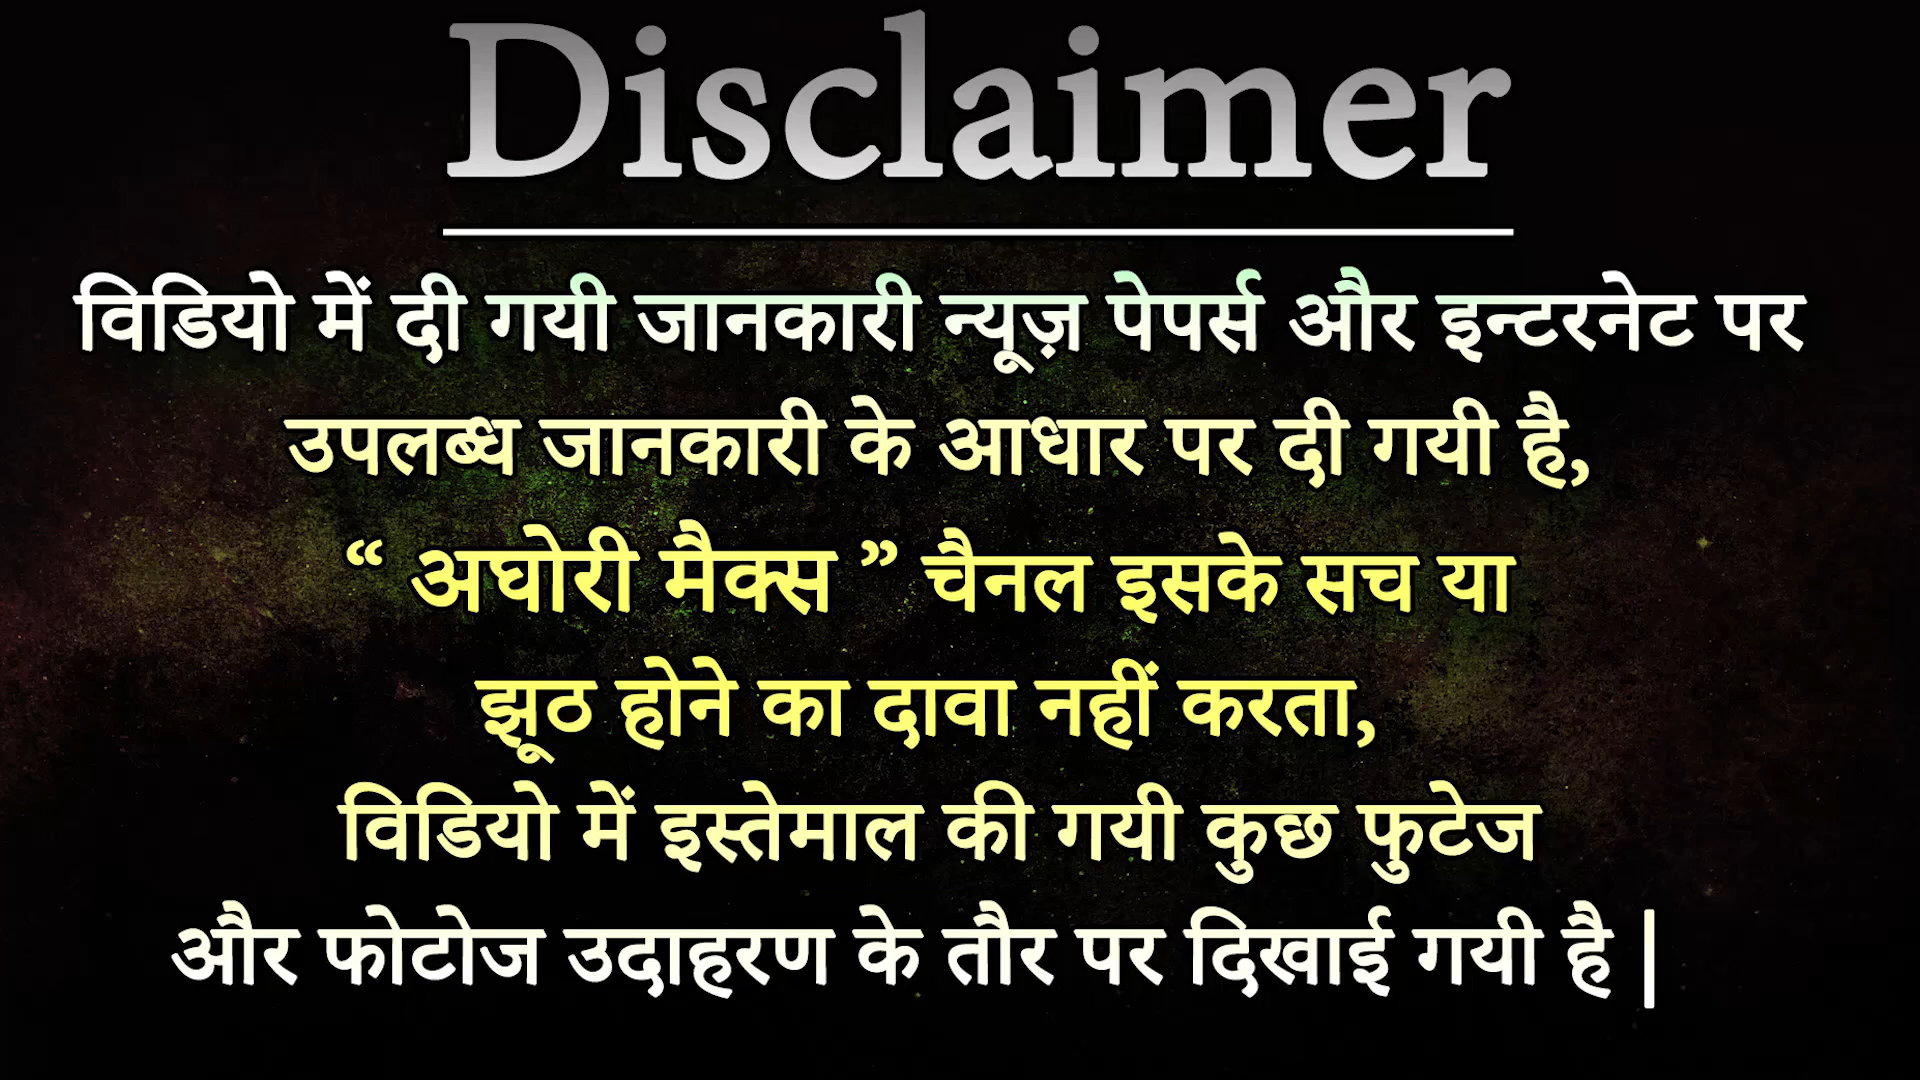 Disclaimer
विडियो में दी गयी जानकारी न्यूज़ पेपर्स और इन्टरनेट पर
उपलब्ध जानकारी के आधार पर दी गयी है,
“ अघोरी मैक्स ” चैनल इसके सच या
झूठ होने का दावा नहीं करता,
विडियो में इस्तेमाल की गयी कुछ फुटेज
और फोटोज उदाहरण के तौर पर दिखाई गयी है |